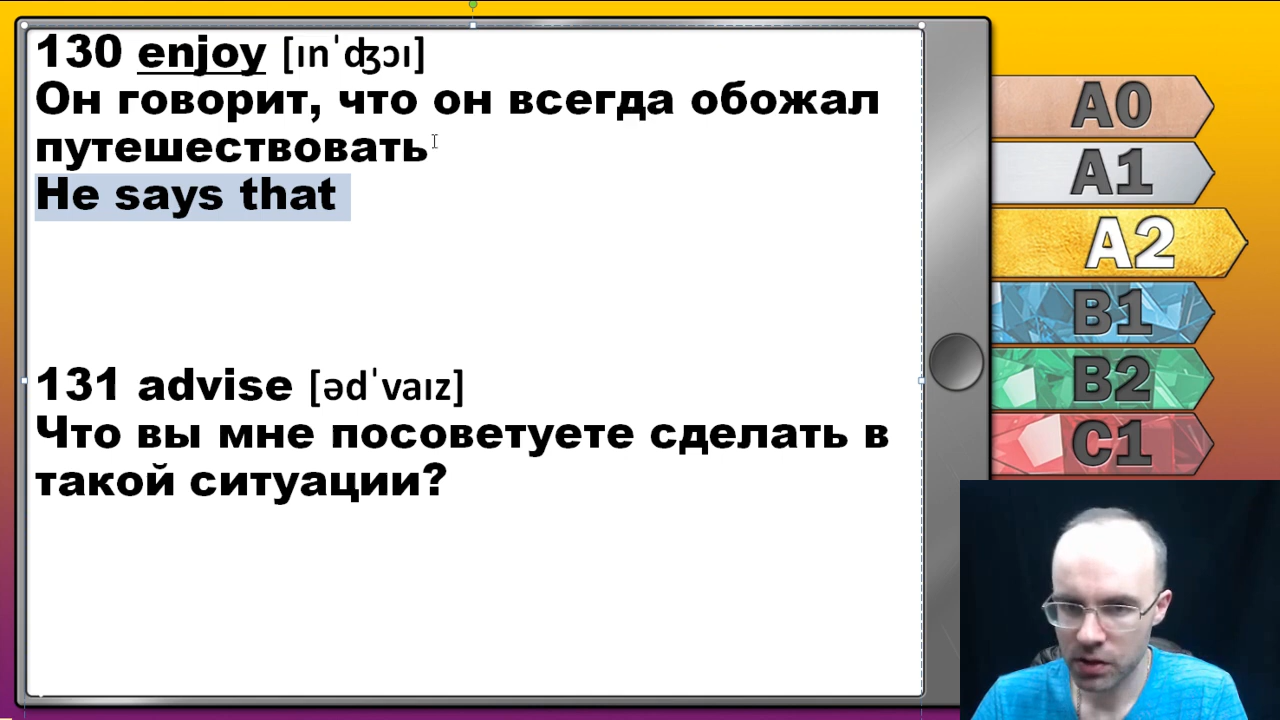 130 enjoy [ɪnˈʤɔɪ]
Он говорит, что он всегда обожал
путешествовать
He says that
131 advise [ədˈvaɪz]
Что вы мне посоветуете сделать в
такой ситуации?
A0
A1
A2
B1
B2
C1